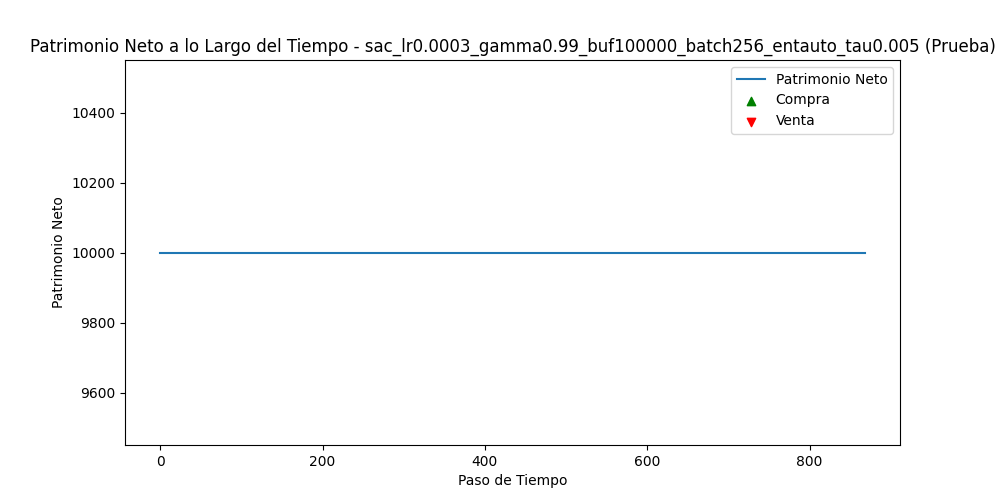 Patrimonio Neto a lo Largo del Tiempo - sac_lr0.0003_gamma0.99_buf100000_batch256_entauto_tau0.005 (Prueba)
Patrimonio Neto
Compra
Venta
10400
10200
10000
9800
9600
Patrimonio Neto
0 200 400 600 800
Paso de Tiempo